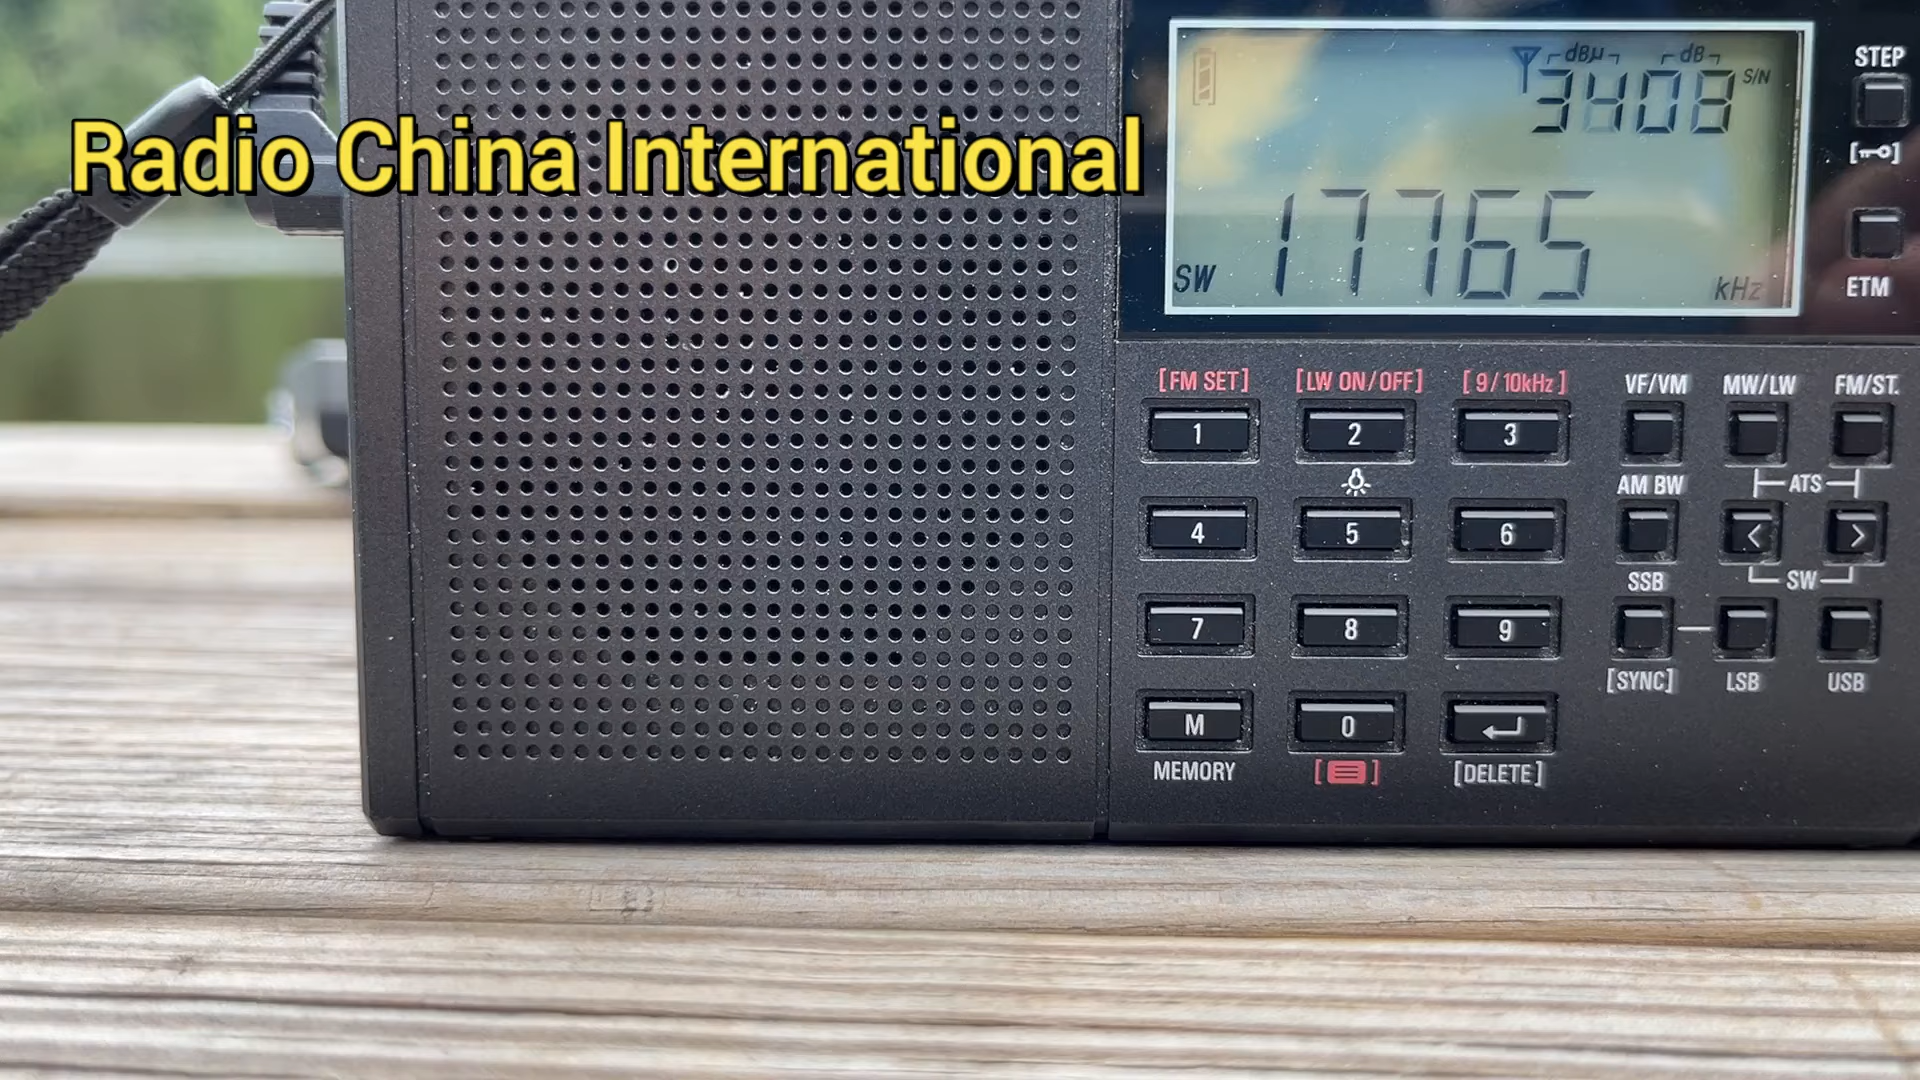 Radio China International
dBµ dB
3408 S/N
SW 17765 kHz
STEP
ETM
[FM SET] [LW ON/OFF] [9/10kHz] VF/VM MW/LW FM/ST.
1 2 3
AM BW ATS
4 5 6 < >
SSB SW
7 8 9
[SYNC] LSB USB
M 0
MEMORY [DELETE]